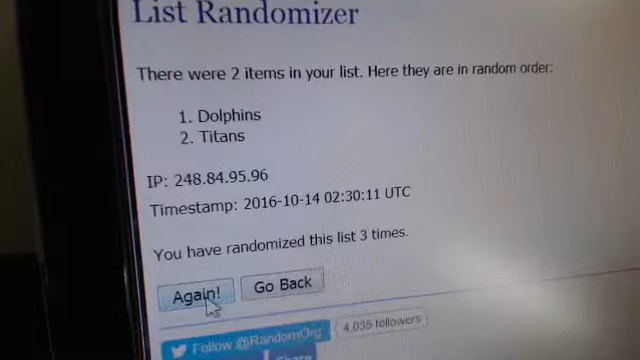 List Randomizer
There were 2 items in your list. Here they are in random order:
1. Dolphins
2. Titans
IP: 248.84.95.96
Timestamp: 2016-10-14 02:30:11 UTC
You have randomized this list 3 times.
Again! Go Back
Follow @RandomOrg 4,035 followers
Share